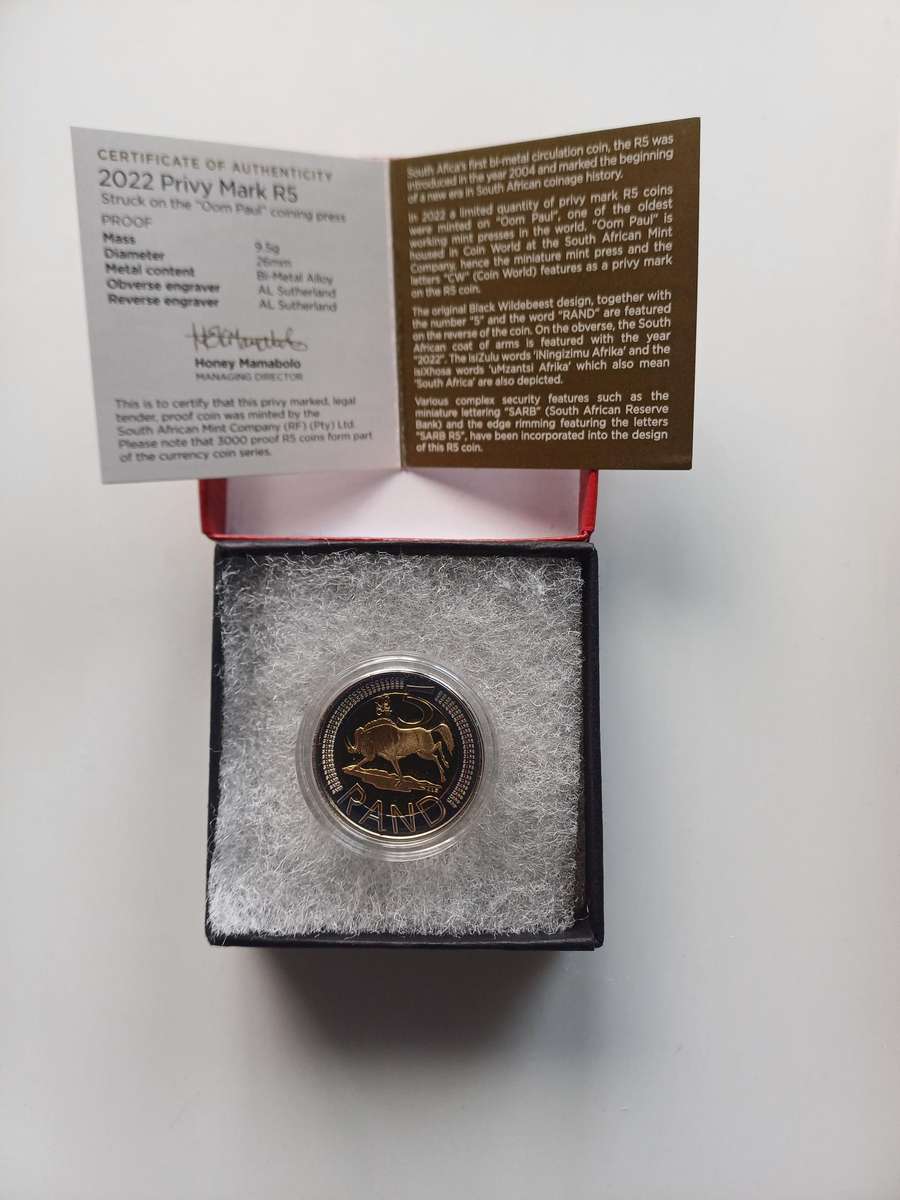 CERTIFICATE OF AUTHENTICITY
2022 Privy Mark R5
Struck on the "Oom Paul" coining press
PROOF
Mass 9.5g
Diameter 26mm
Metal content Bi-Metal Alloy
Obverse engraver AL Sutherland
Reverse engraver AL Sutherland
Honey Mamabolo
MANAGING DIRECTOR
This is to certify that this privy marked, legal
tender, proof coin was minted by the
South African Mint Company (RF) (Pty) Ltd.
Please note that 3000 proof R5 coins form part
of the currency coin series.
South Africa's first bi-metal circulation coin, the R5 was
introduced in the year 2004 and marked the beginning
of a new era in South African coinage history.
In 2022 a limited quantity of privy mark R5 coins
were minted on "Oom Paul", one of the oldest
working mint presses in the world. "Oom Paul" is
housed in Coin World at the South African Mint
Company, hence the miniature mint press and the
letters "CW" (Coin World) features as a privy mark
on the R5 coin.
The original Black Wildebeest design, together with
the number "5" and the word "RAND" are featured
on the reverse of the coin. On the obverse, the South
African coat of arms is featured with the year
"2022". The isiZulu words 'iNingizimu Afrika' and the
isiXhosa words 'uMzantsi Afrika' which also mean
'South Africa' are also depicted.
Various complex security features such as the
miniature lettering "SARB" (South African Reserve
Bank) and the edge rimming featuring the letters
"SARB R5", have been incorporated into the design
of this R5 coin.
5
RAND